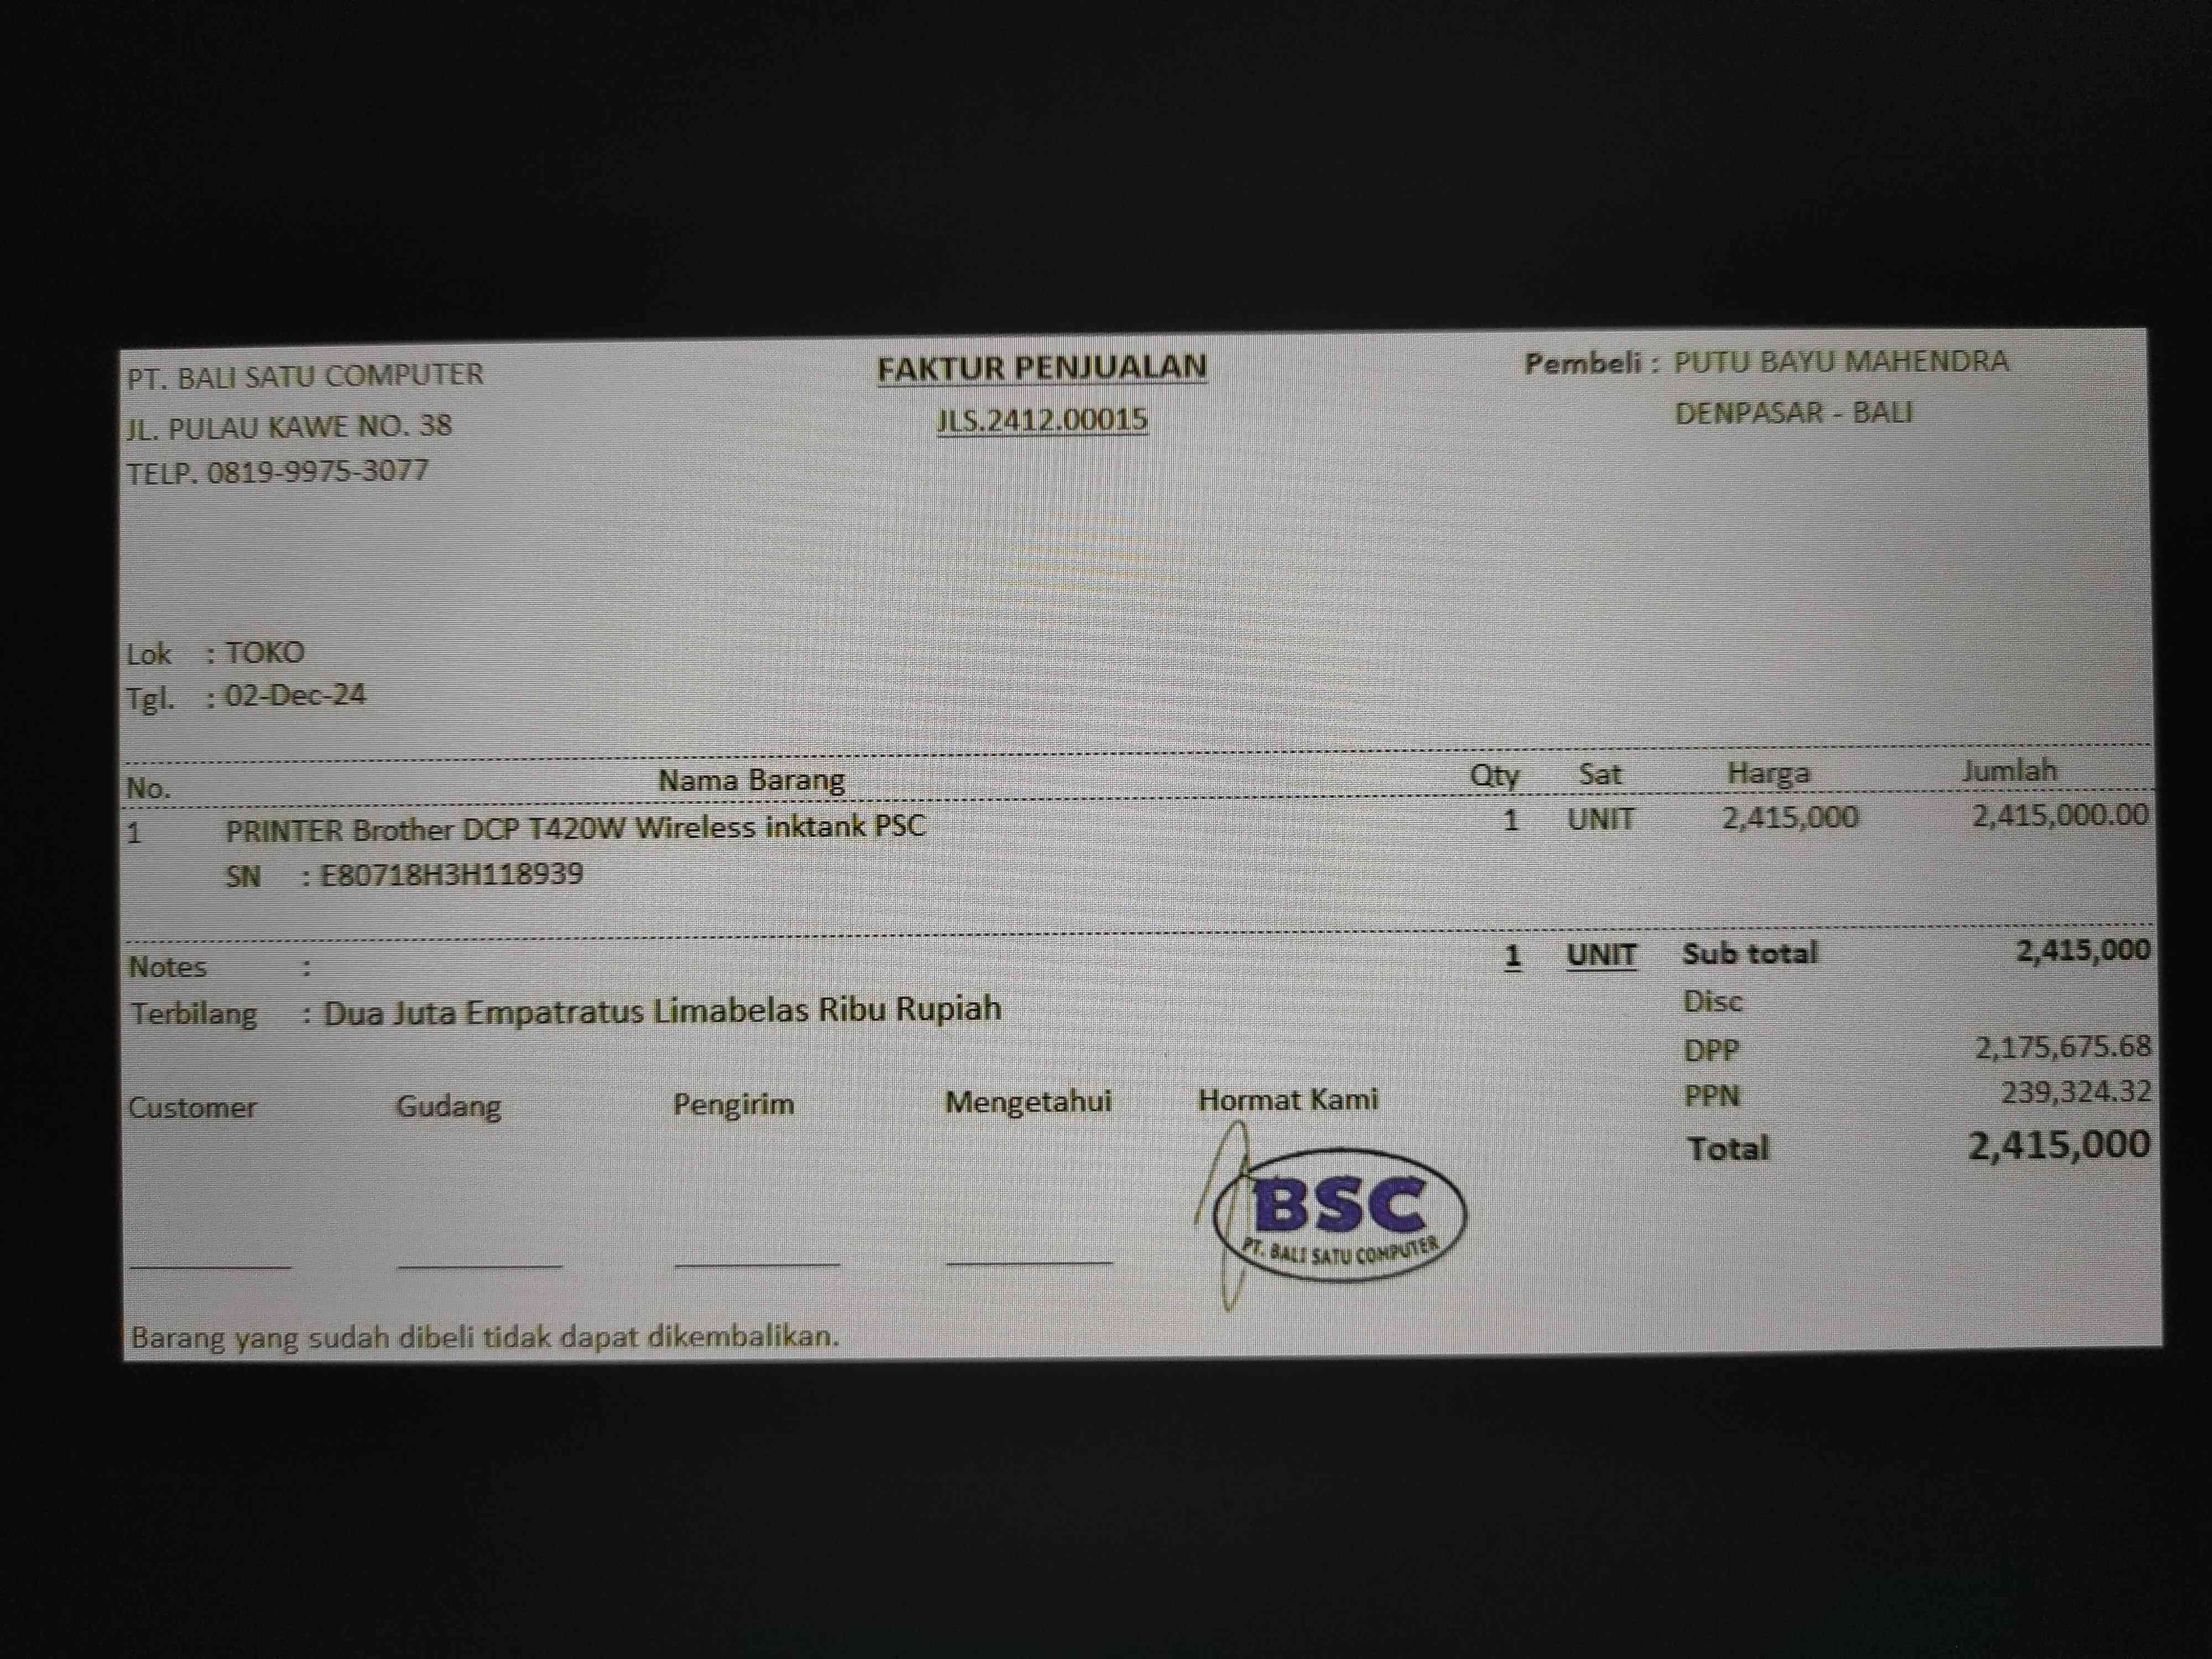 PT. BALI SATU COMPUTER
JL. PULAU KAWE NO. 38
TELP. 0819-9975-3077
FAKTUR PENJUALAN
JLS.2412.00015
Pembeli : PUTU BAYU MAHENDRA
DENPASAR - BALI
Lok : TOKO
Tgl. : 02-Dec-24
No. Nama Barang Qty Sat Harga Jumlah
1 PRINTER Brother DCP T420W Wireless inktank PSC 1 UNIT 2,415,000 2,415,000.00
SN : E80718H3H118939
Notes : 1 UNIT Sub total 2,415,000
Terbilang : Dua Juta Empatratus Limabelas Ribu Rupiah
Disc
DPP 2,175,675.68
PPN 239,324.32
Total 2,415,000
Customer Gudang Pengirim Mengetahui Hormat Kami
BSC
PT. BALI SATU COMPUTER
Barang yang sudah dibeli tidak dapat dikembalikan.